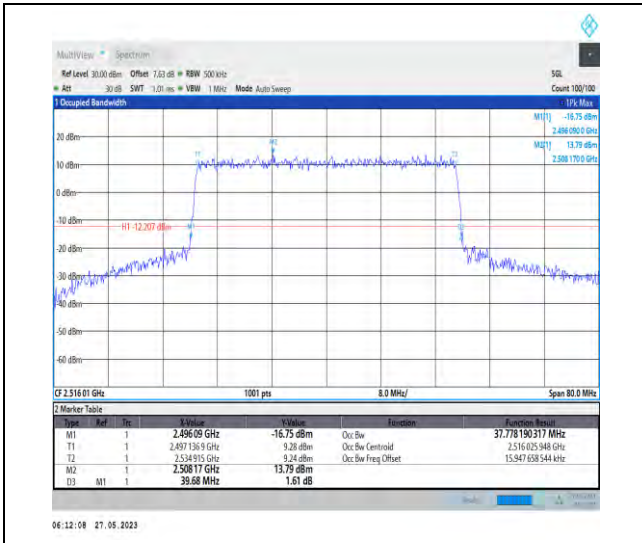 MultiView Spectrum
Ref Level 30.00 dBm Offset 7.63 dB RBW 500 kHz SGL
Att 30 dB SWT 1.01 ms VBW 1 MHz Mode Auto Sweep Count 100/100
1 Occupied Bandwidth 1Pk Max
M1[1] -16.75 dBm
2.496 090 0 GHz
M2[1] 13.79 dBm
2.508 170 0 GHz
M2
T1
T2
20 dBm
10 dBm
0 dBm
-10 dBm
H1 -12.207 dBm
M1
-20 dBm
-30 dBm
-40 dBm
-50 dBm
-60 dBm
CF 2.516 01 GHz 1001 pts 8.0 MHz/ Span 80.0 MHz
2 Marker Table
Type Ref Trc X-Value Y-Value Function Function Result
M1 1 2.496 09 GHz -16.75 dBm Occ Bw 37.778 190 317 MHz
T1 1 2.497 136 9 GHz 9.28 dBm Occ Bw Centroid 2.516 025 948 GHz
T2 1 2.534 915 GHz 9.24 dBm Occ Bw Freq Offset 15.947 658 544 kHz
M2 1 2.508 17 GHz 13.79 dBm
D3 M1 1 39.68 MHz 1.61 dB
06:12:08 27.05.2023